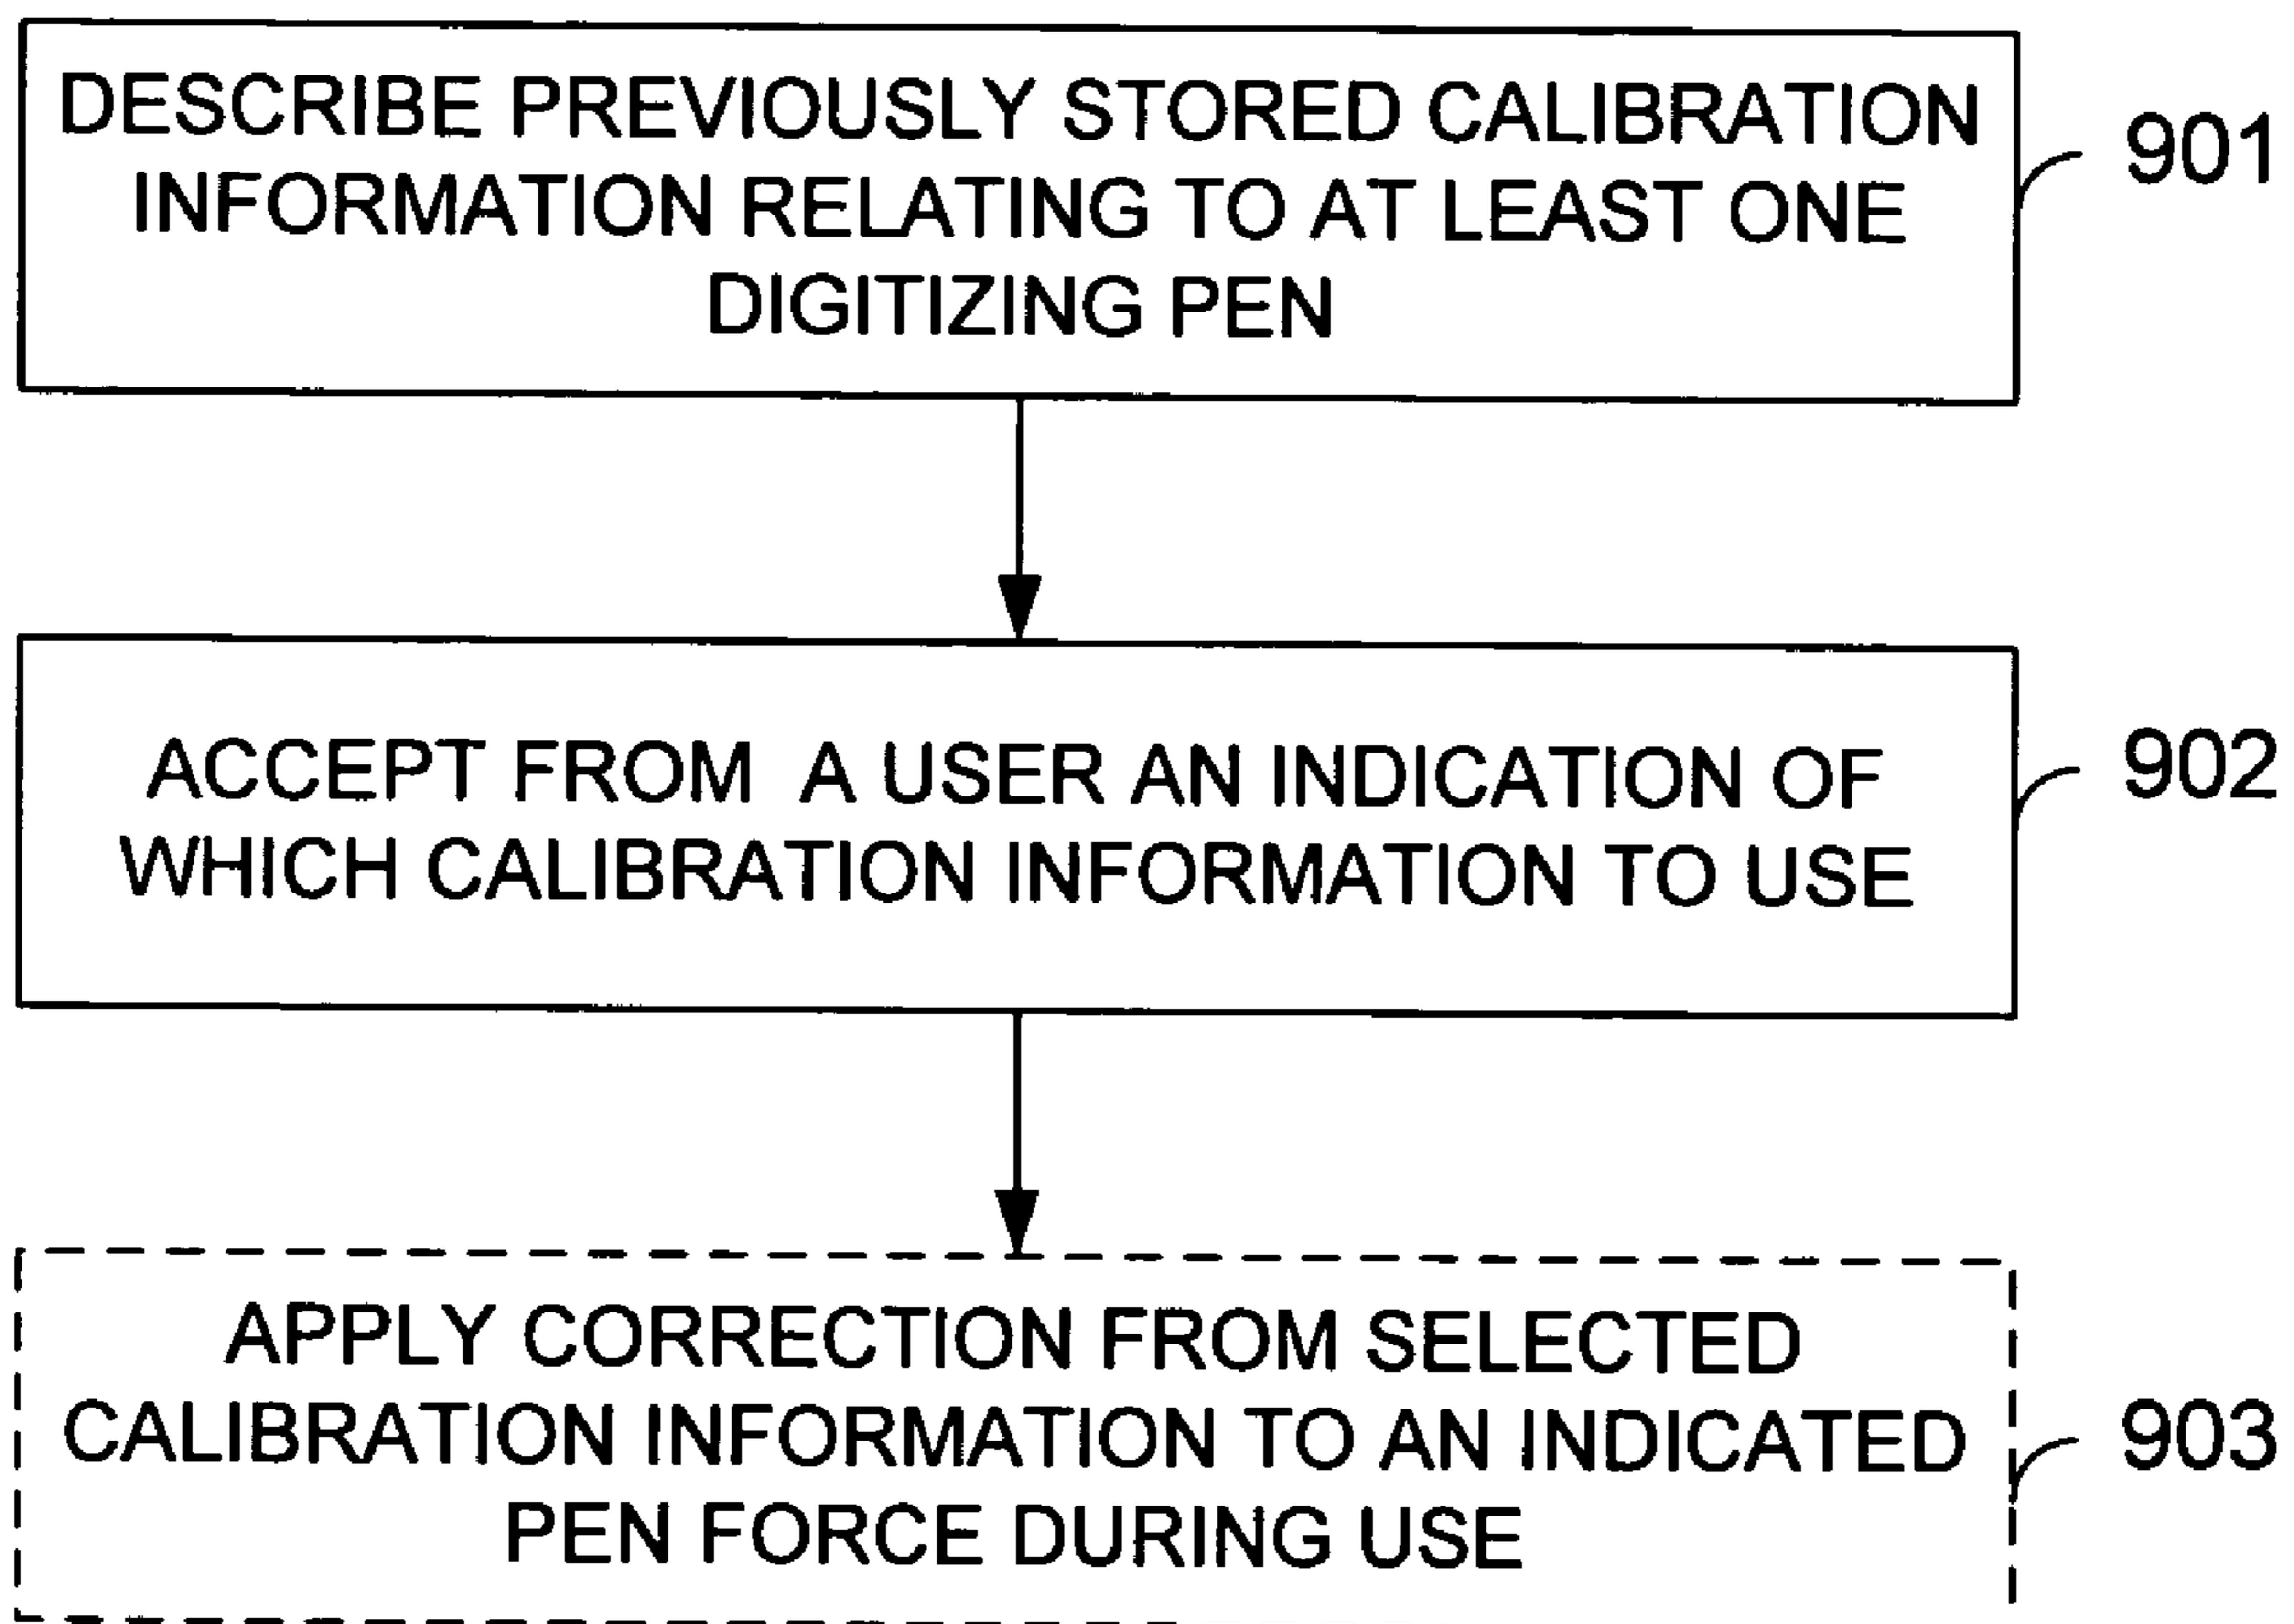 DESCRIBE PREVIOUSLY STORED CALIBRATION
INFORMATION RELATING TO AT LEAST ONE
DIGITIZING PEN
901
ACCEPT FROM A USER AN INDICATION OF
WHICH CALIBRATION INFORMATION TO USE
902
APPLY CORRECTION FROM SELECTED
CALIBRATION INFORMATION TO AN INDICATED
PEN FORCE DURING USE
903